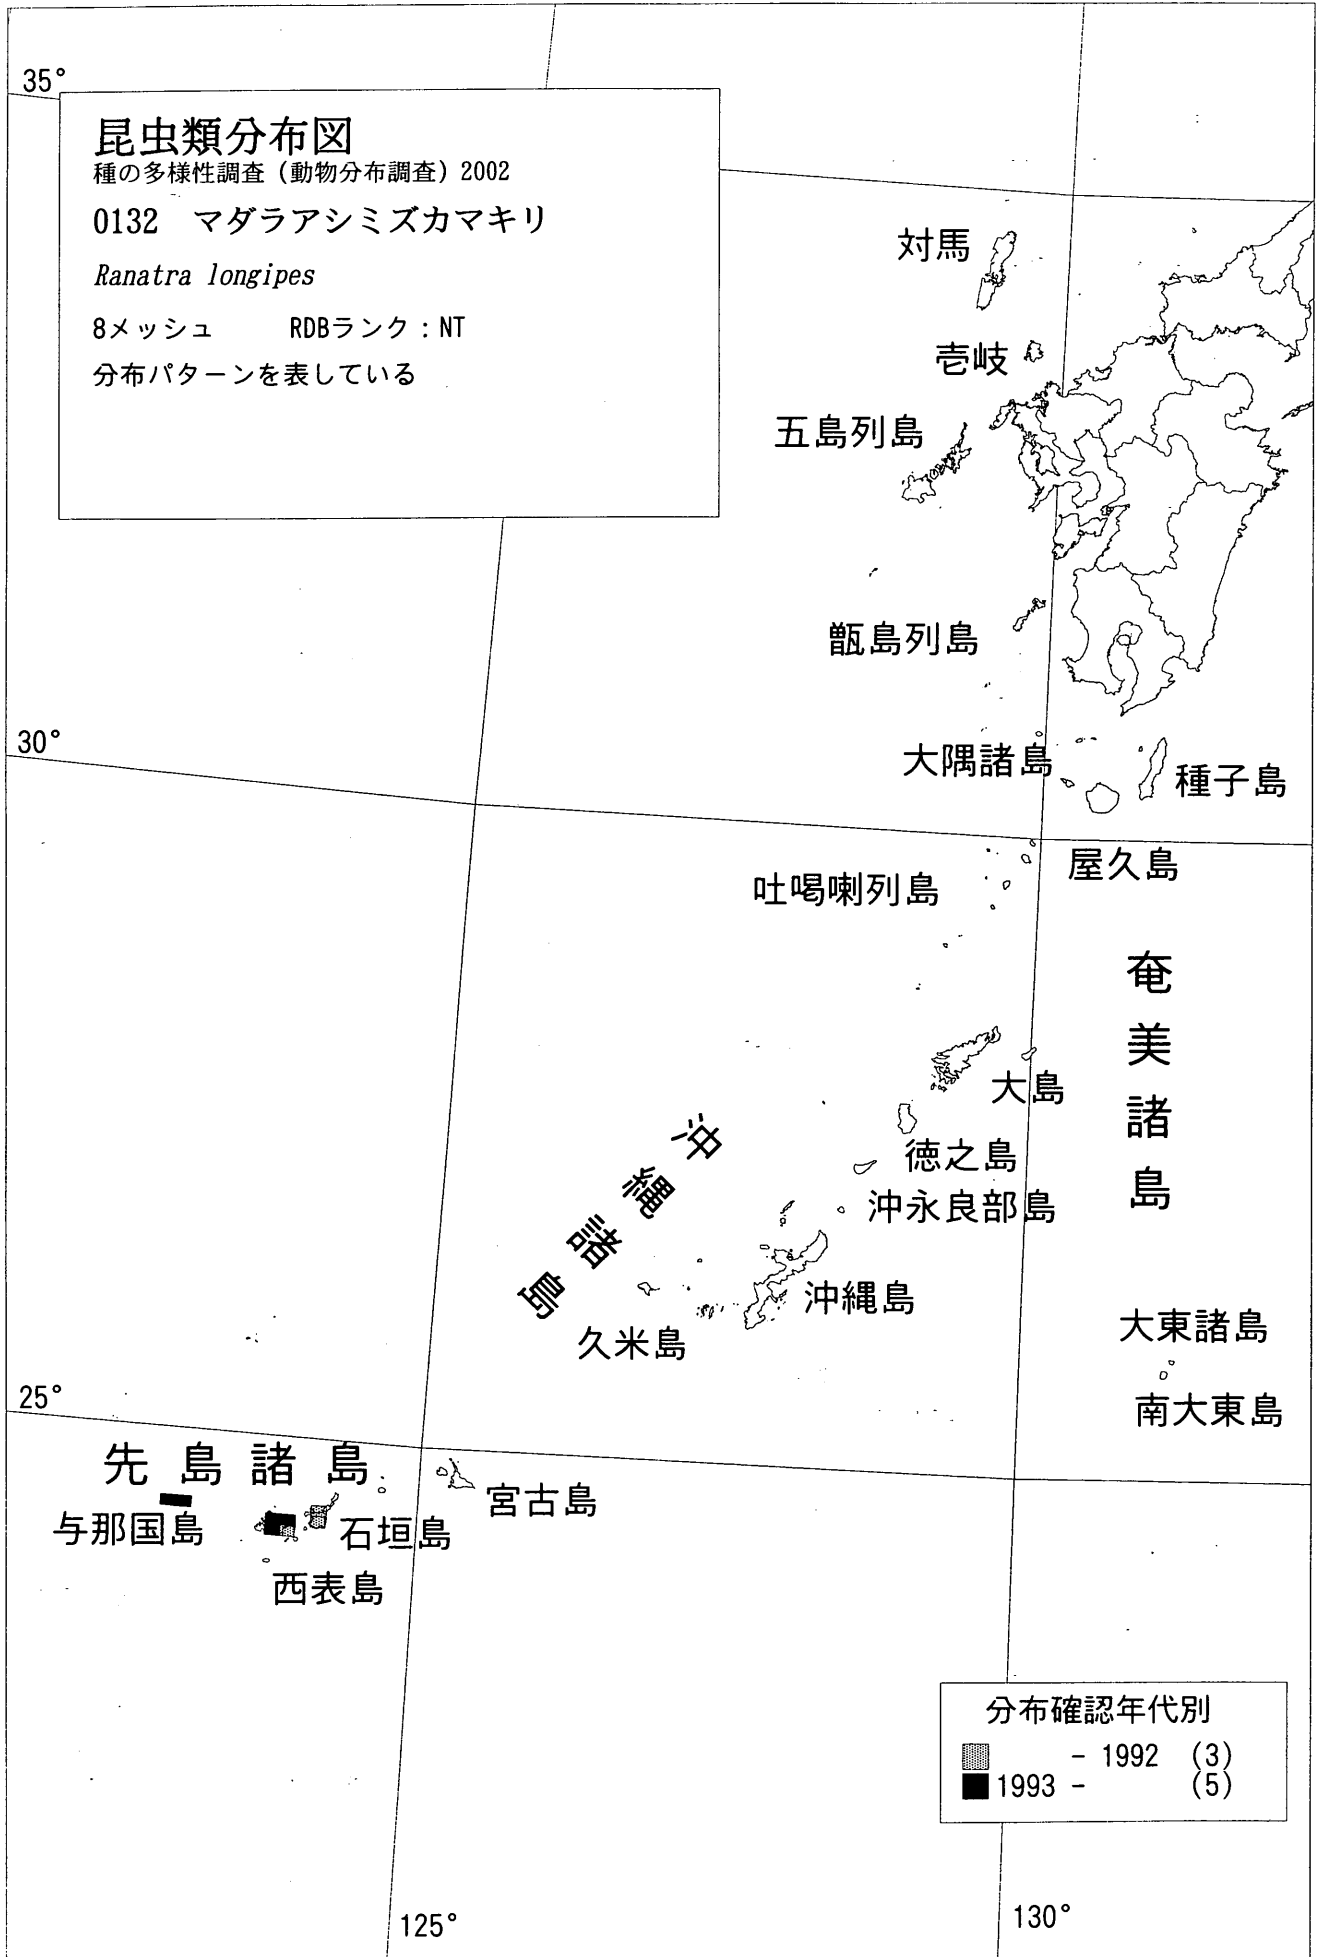 35°
昆虫類分布図
種の多様性調査（動物分布調査）2002
0132　マダラアシミズカマキリ
Ranatra longipes
8メッシュ　　RDBランク：NT
分布パターンを表している
対馬
壱岐
五島列島
甑島列島
30°
大隅諸島
種子島
屋久島
吐喝喇列島
奄美諸島
大島
徳之島
沖永良部島
沖縄諸島
沖縄島
久米島
大東諸島
南大東島
25°
先島諸島
宮古島
与那国島
石垣島
西表島
分布確認年代別
- 1992 (3)
1993 - (5)
125°
130°